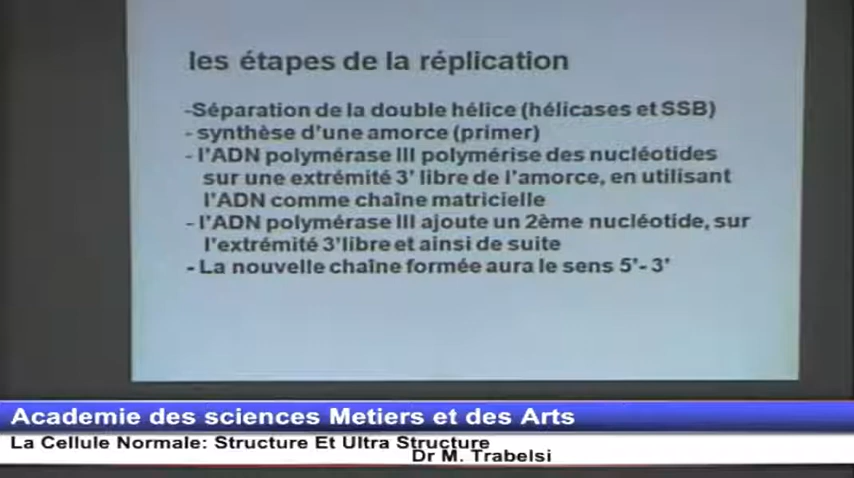 les étapes de la réplication
-Séparation de la double hélice (hélicases et SSB)
- synthèse d'une amorce (primer)
- l'ADN polymérase III polymérise des nucléotides
sur une extrémité 3' libre de l'amorce, en utilisant
l'ADN comme chaîne matricielle
- l'ADN polymérase III ajoute un 2ème nucléotide, sur
l'extrémité 3'libre et ainsi de suite
- La nouvelle chaîne formée aura le sens 5'- 3'
Academie des sciences Metiers et des Arts
La Cellule Normale: Structure Et Ultra Structure
Dr M. Trabelsi